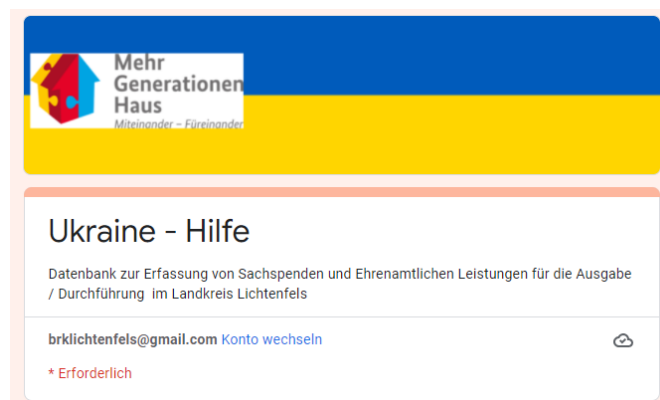 Mehr
Generationen
Haus
Miteinander – Füreinander
Ukraine - Hilfe
Datenbank zur Erfassung von Sachspenden und Ehrenamtlichen Leistungen für die Ausgabe
/ Durchführung im Landkreis Lichtenfels
brklichtenfels@gmail.com Konto wechseln
* Erforderlich